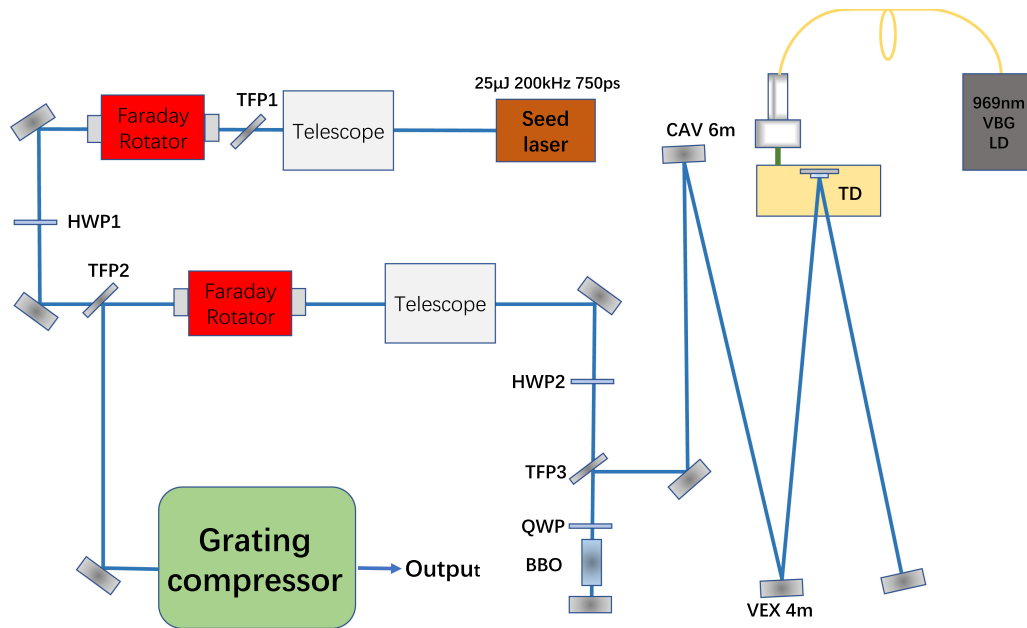 25μJ 200kHz 750ps
Seed
laser
Telescope
TFP1
Faraday
Rotator
HWP1
TFP2
Faraday
Rotator
Telescope
HWP2
TFP3
QWP
BBO
CAV 6m
VEX 4m
TD
969nm
VBG
LD
Grating
compressor
Output